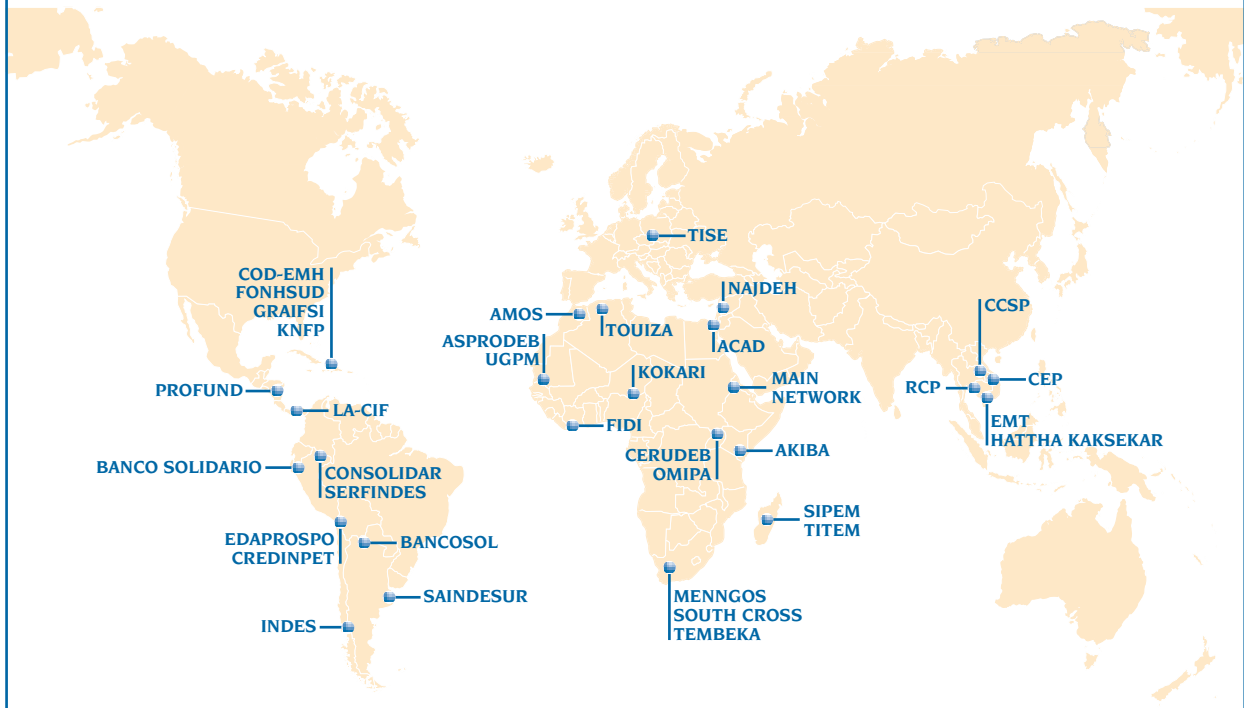 TISE
COD-EMH
FONHSUD
GRAIFSI
KNFP
NAJDEH
CCSP
AMOS
TOUIZA
ASPRODEB
UGPM
ACAD
KOKARI
MAIN
NETWORK
RCP
CEP
PROFUND
LA-CIF
FIDI
EMT
HATTHA KAKSEKAR
BANCO SOLIDARIO
CONSOLIDAR
SERFINDES
CERUDEB
OMIPA
AKIBA
SIPEM
TITEM
EDAPROSPO
CREDINPET
BANCOSOL
SAINDESUR
MENNGOS
SOUTH CROSS
TEMBEKA
INDES